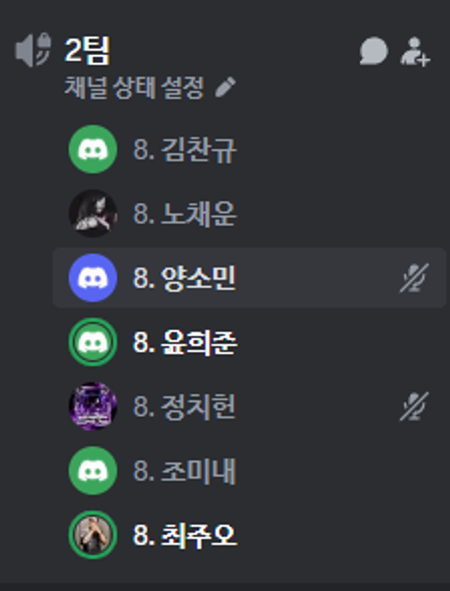 2팀
채널 상태 설정
8. 김찬규
8. 노채운
8. 양소민
8. 윤희준
8. 정치헌
8. 조미내
8. 최주오